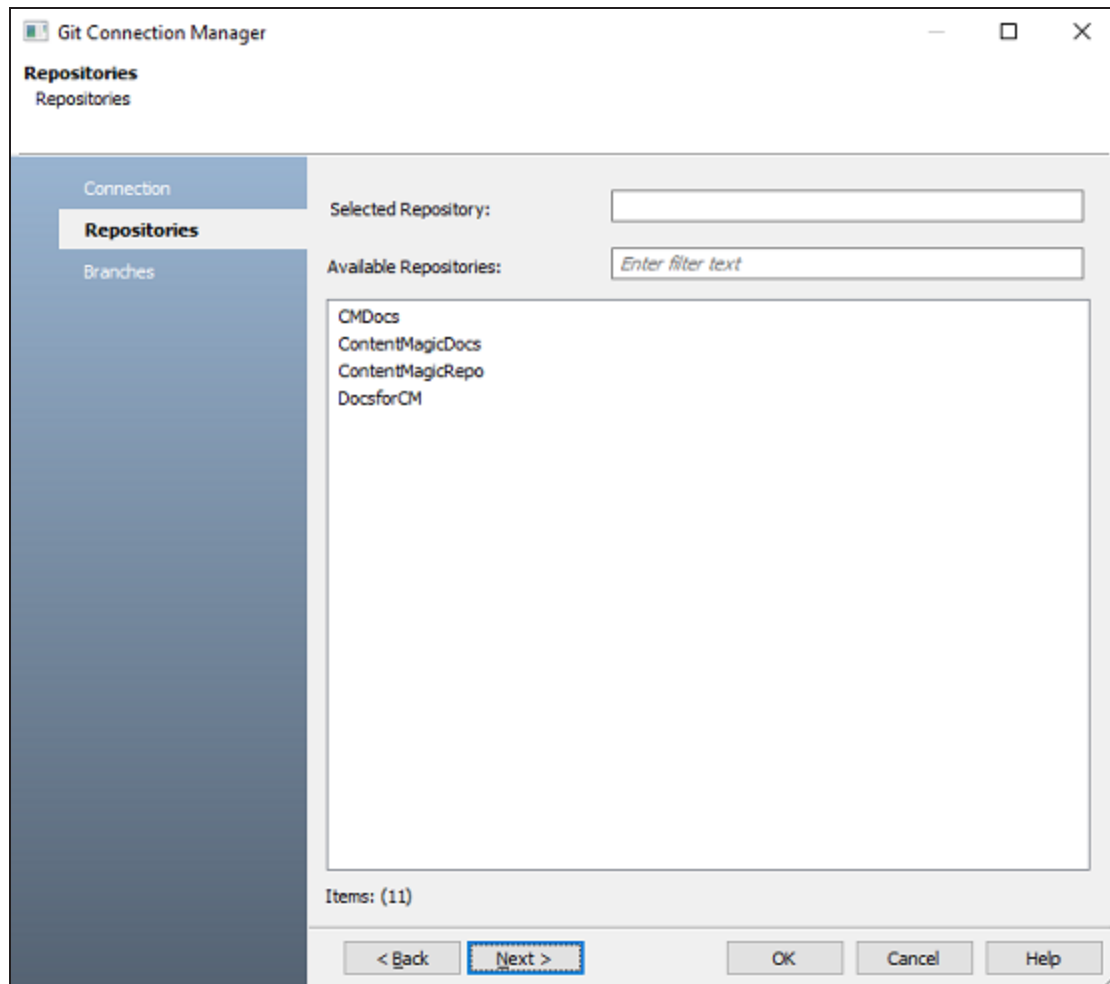 Git Connection Manager
Repositories
Repositories
Connection
Repositories
Branches
Selected Repository:
Available Repositories:
Enter filter text
CMDocs
ContentMagicDocs
ContentMagicRepo
DocsforCM
Items: (11)
< Back
Next >
OK
Cancel
Help